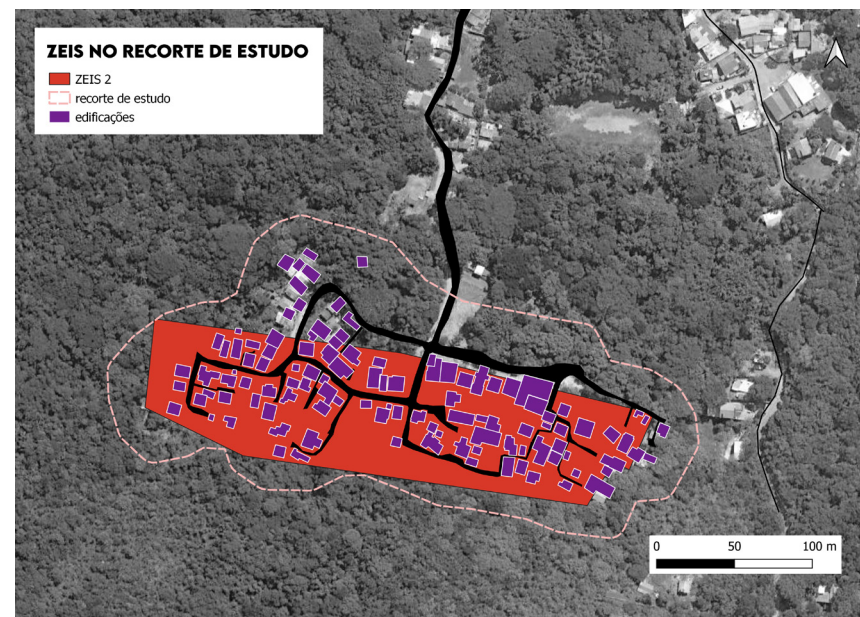 ZEIS NO RECORTE DE ESTUDO
ZEIS 2
recorte de estudo
edificações
0 50 100 m